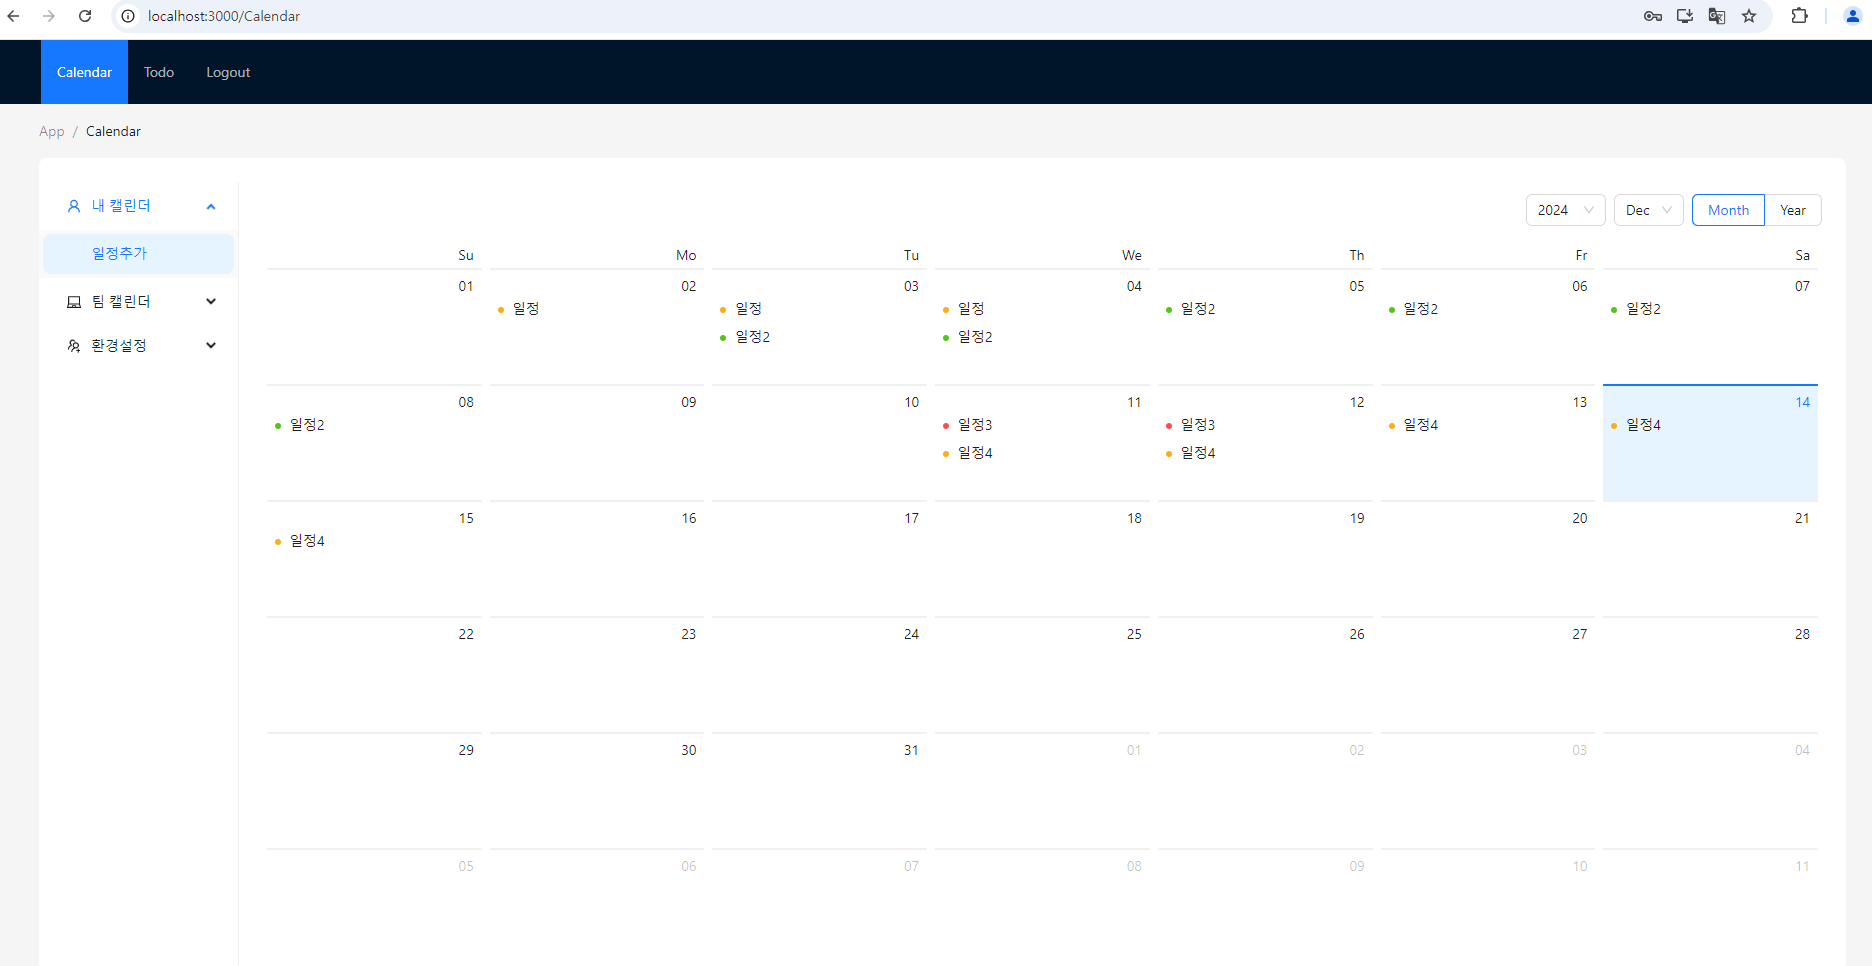 localhost:3000/Calendar
Calendar Todo Logout
App / Calendar
내 캘린더
일정추가
팀 캘린더
환경설정
2024 Dec Month Year
Su Mo Tu We Th Fr Sa
01 02 03 04 05 06 07
일정 일정 일정 일정2 일정2 일정2
일정2 일정2
08 09 10 11 12 13 14
일정2 일정3 일정3 일정4 일정4
일정4 일정4
15 16 17 18 19 20 21
일정4
22 23 24 25 26 27 28
29 30 31 01 02 03 04
05 06 07 08 09 10 11